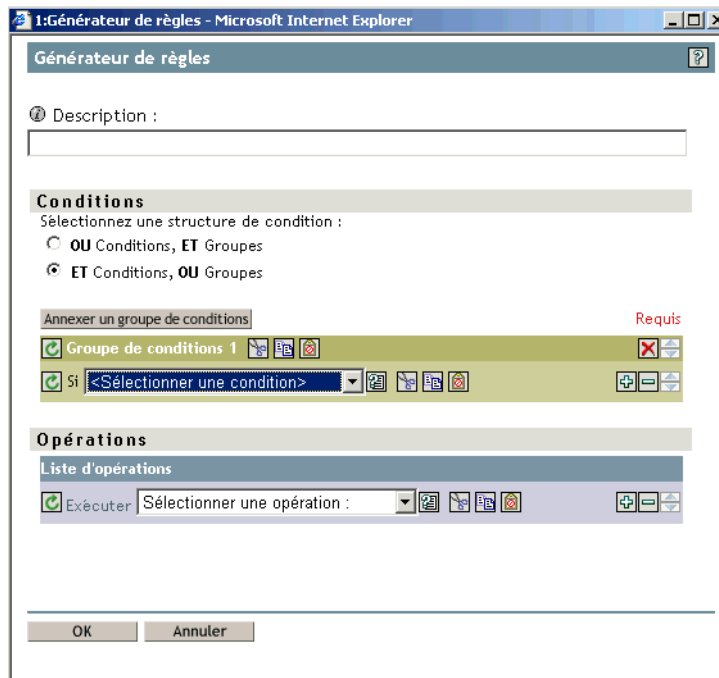 1:Générateur de règles - Microsoft Internet Explorer
Générateur de règles
?
Description :
Conditions
Sélectionnez une structure de condition :
OU Conditions, ET Groupes
ET Conditions, OU Groupes
Annexer un groupe de conditions
Requis
Groupe de conditions 1
Si <Sélectionner une condition>
Opérations
Liste d'opérations
Exécuter Sélectionner une opération :
OK Annuler